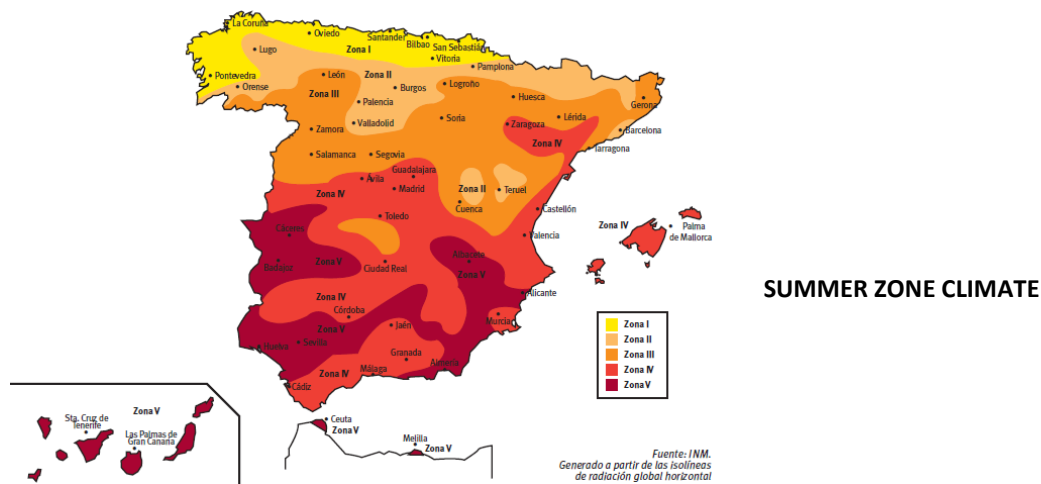 La Coruña
Oviedo
Santander
Bilbao
San Sebastián
Lugo
Zona I
Vitoria
Pontevedra
Orense
León
Zona II
Pamplona
Burgos
Logroño
Zona III
Palencia
Huesca
Gerona
Valladolid
Soria
Zaragoza
Lérida
Zamora
Barcelona
Zona IV
Tarragona
Salamanca
Segovia
Guadalajara
Ávila
Madrid
Zona IV
Zona II
Teruel
Cuenca
Toledo
Castellón
Cáceres
Valencia
Zona IV
Palma
de Mallorca
Badajoz
Zona V
Ciudad Real
Albacete
Zona V
Alicante
Zona IV
Córdoba
Murcia
Zona V
Jaén
Huelva
Sevilla
Granada
Almería
Zona IV
Málaga
Cádiz
SUMMER ZONE CLIMATE
Zona I
Zona II
Zona III
Zona IV
Zona V
Zona V
Sta. Cruz de
Tenerife
Las Palmas de
Gran Canaria
Ceuta
Zona V
Melilla
Zona V
Fuente: INM.
Generado a partir de las isolíneas
de radiación global horizontal